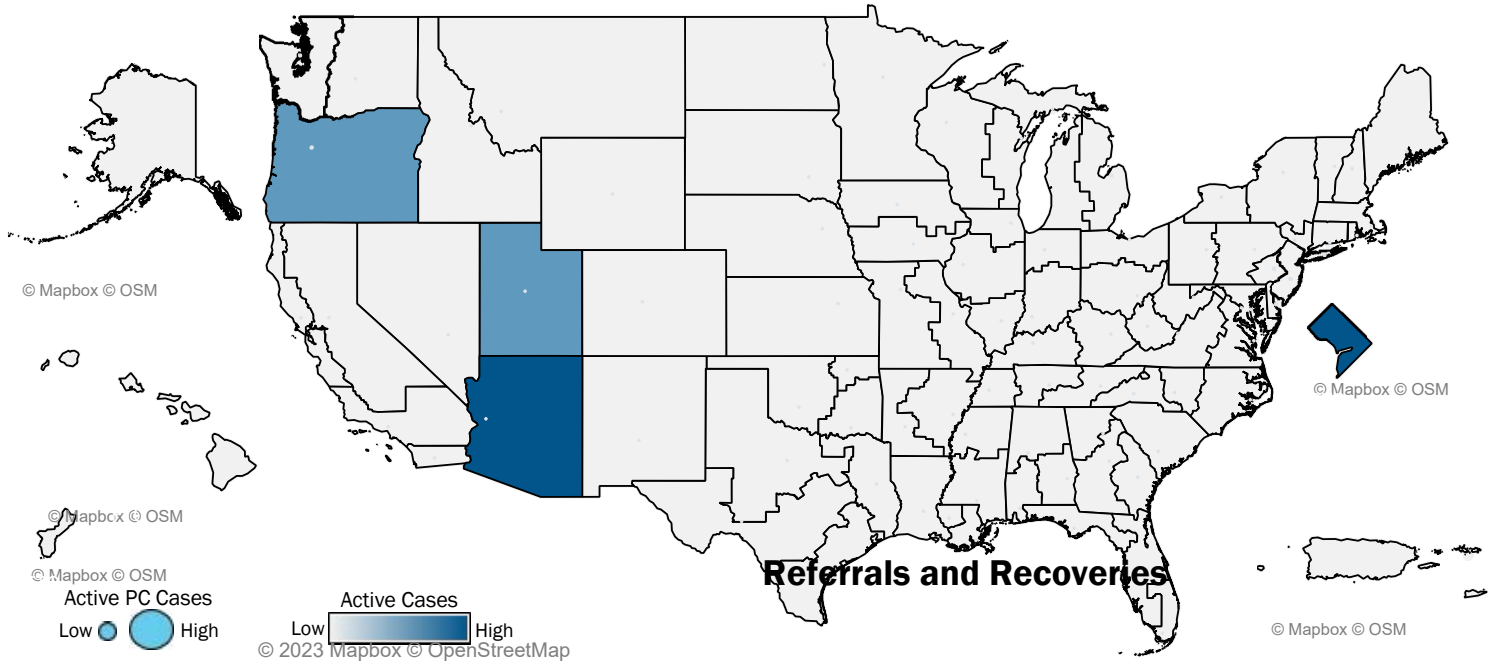 © Mapbox © OSM
© Mapbox © OSM
© Mapbox © OSM
© Mapbox © OSM
Referrals and Recoveries
Active PC Cases
Low
High
Active Cases
Low
High
© Mapbox © OSM
© 2023 Mapbox © OpenStreetMap